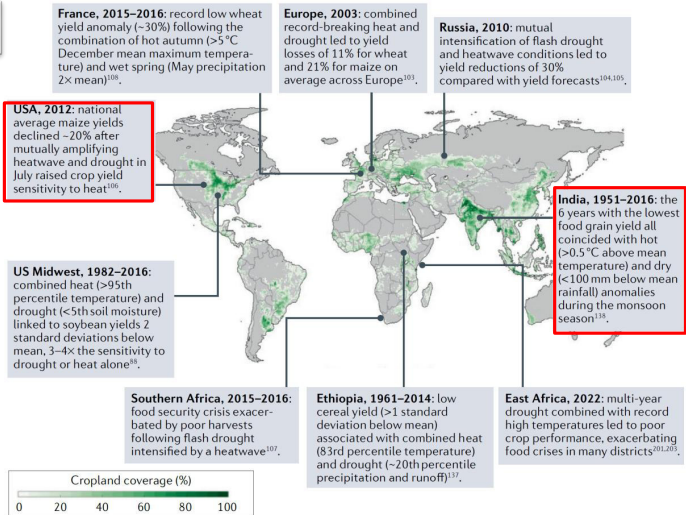 France, 2015–2016: record low wheat
yield anomaly (~30%) following the
combination of hot autumn (>5 °C
December mean maximum tempera-
ture) and wet spring (May precipitation
2× mean)108.
Europe, 2003: combined
record-breaking heat and
drought led to yield
losses of 11% for wheat
and 21% for maize on
average across Europe103.
Russia, 2010: mutual
intensification of flash drought
and heatwave conditions led to
yield reductions of 30%
compared with yield forecasts104,105.
USA, 2012: national
average maize yields
declined ~20% after
mutually amplifying
heatwave and drought in
July raised crop yield
sensitivity to heat106.
India, 1951–2016: the
6 years with the lowest
food grain yield all
coincided with hot
(>0.5 °C above mean
temperature) and dry
(<100 mm below mean
rainfall) anomalies
during the monsoon
season138.
US Midwest, 1982–2016:
combined heat (>95th
percentile temperature) and
drought (<5th soil moisture)
linked to soybean yields 2
standard deviations below
mean, 3–4× the sensitivity to
drought or heat alone88.
Southern Africa, 2015–2016:
food security crisis exacer-
bated by poor harvests
following flash drought
intensified by a heatwave107.
Ethiopia, 1961–2014: low
cereal yield (>1 standard
deviation below mean)
associated with combined heat
(83rd percentile temperature)
and drought (~20th percentile
precipitation and runoff)137.
East Africa, 2022: multi-year
drought combined with record
high temperatures led to poor
crop performance, exacerbating
food crises in many districts201,203.
Cropland coverage (%)
0 20 40 60 80 100